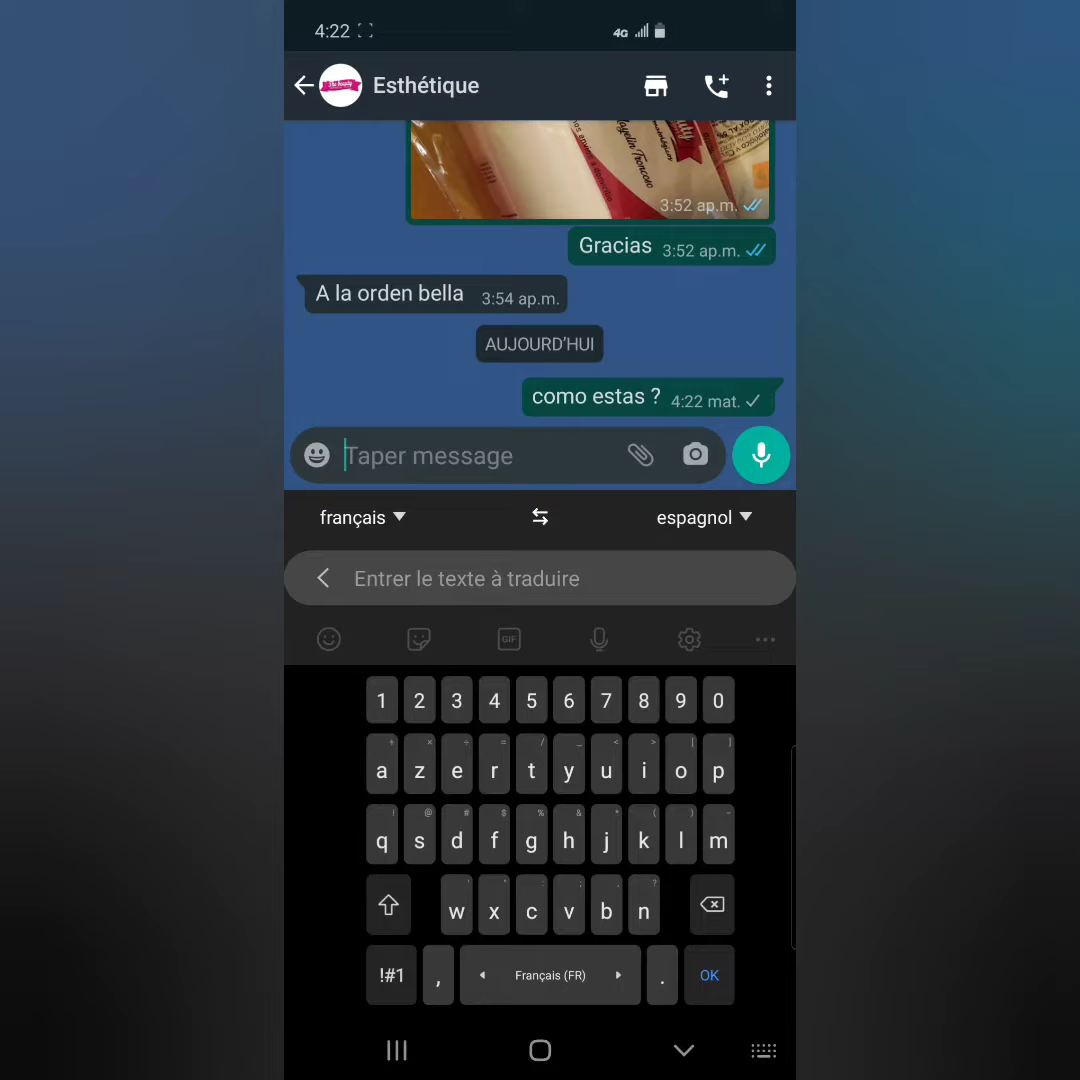 4:22 4G
Esthétique
Mayelin Troncoso
3:52 ap.m.
Gracias 3:52 ap.m.
A la orden bella 3:54 ap.m.
AUJOURD'HUI
como estas ? 4:22 mat.
Taper message
français espagnol
Entrer le texte à traduire
GIF
1 2 3 4 5 6 7 8 9 0
a z e r t y u i o p
q s d f g h j k l m
w x c v b n
!#1 , Français (FR) . OK